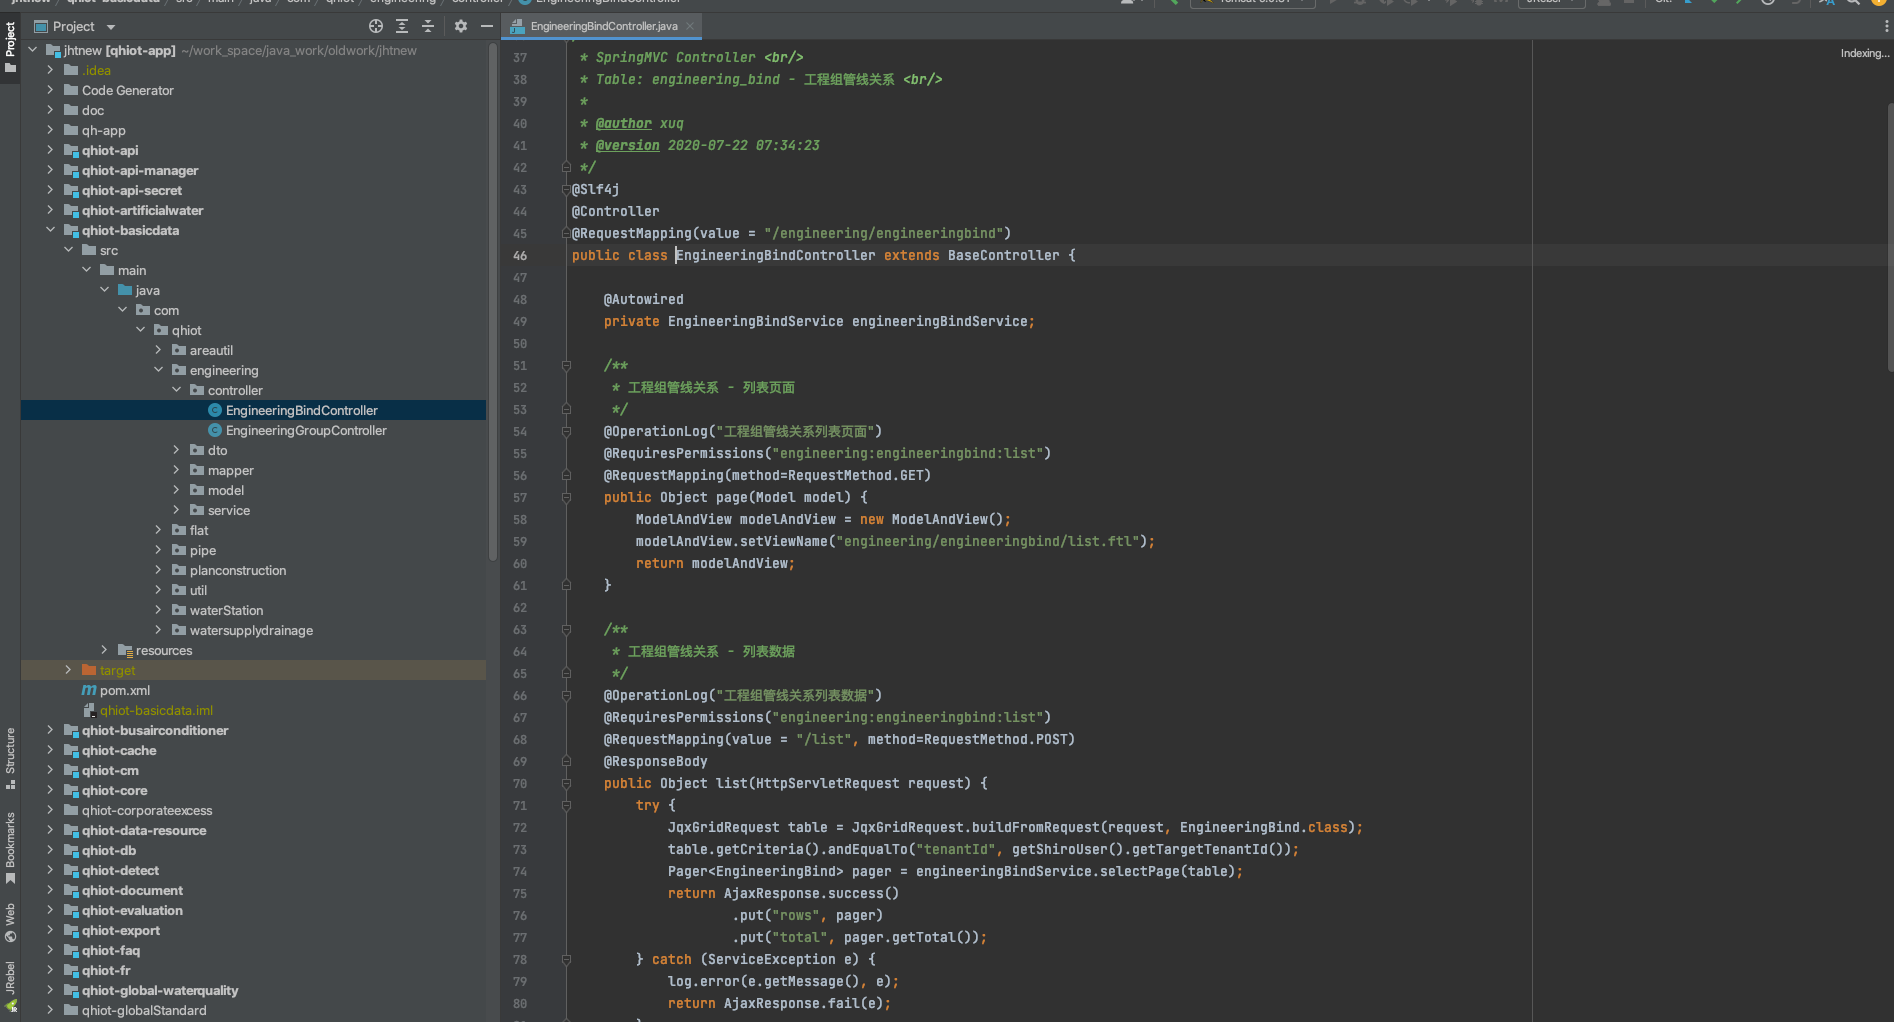 jhtnew
qhiot-basicdata
src
main
java
com
qhiot
engineering
controller
EngineeringBindController
Project
EngineeringBindController.java
Indexing...
Project
Structure
Bookmarks
Web
JRebel
jhtnew [qhiot-app] ~/work_space/java_work/oldwork/jhtnew
.idea
Code Generator
doc
qh-app
qhiot-api
qhiot-api-manager
qhiot-api-secret
qhiot-artificialwater
qhiot-basicdata
src
main
java
com
qhiot
areautil
engineering
controller
EngineeringBindController
EngineeringGroupController
dto
mapper
model
service
flat
pipe
planconstruction
util
waterStation
watersupplydrainage
resources
target
pom.xml
qhiot-basicdata.iml
qhiot-busairconditioner
qhiot-cache
qhiot-cm
qhiot-core
qhiot-corporateexcess
qhiot-data-resource
qhiot-db
qhiot-detect
qhiot-document
qhiot-evaluation
qhiot-export
qhiot-faq
qhiot-fr
qhiot-global-waterquality
qhiot-globalStandard
37 * SpringMVC Controller <br/>
38 * Table: engineering_bind - 工程组管线关系 <br/>
39 *
40 * @author xuq
41 * @version 2020-07-22 07:34:23
42 */
43 @Slf4j
44 @Controller
45 @RequestMapping(value = "/engineering/engineeringbind")
46 public class EngineeringBindController extends BaseController {
47
48 @Autowired
49 private EngineeringBindService engineeringBindService;
50
51 /**
52 * 工程组管线关系 - 列表页面
53 */
54 @OperationLog("工程组管线关系列表页面")
55 @RequiresPermissions("engineering:engineeringbind:list")
56 @RequestMapping(method=RequestMethod.GET)
57 public Object page(Model model) {
58 ModelAndView modelAndView = new ModelAndView();
59 modelAndView.setViewName("engineering/engineeringbind/list.ftl");
60 return modelAndView;
61 }
62
63 /**
64 * 工程组管线关系 - 列表数据
65 */
66 @OperationLog("工程组管线关系列表数据")
67 @RequiresPermissions("engineering:engineeringbind:list")
68 @RequestMapping(value = "/list", method=RequestMethod.POST)
69 @ResponseBody
70 public Object list(HttpServletRequest request) {
71 try {
72 JqxGridRequest table = JqxGridRequest.buildFromRequest(request, EngineeringBind.class);
73 table.getCriteria().andEqualTo("tenantId", getShiroUser().getTargetTenantId());
74 Pager<EngineeringBind> pager = engineeringBindService.selectPage(table);
75 return AjaxResponse.success()
76 .put("rows", pager)
77 .put("total", pager.getTotal());
78 } catch (ServiceException e) {
79 log.error(e.getMessage(), e);
80 return AjaxResponse.fail(e);